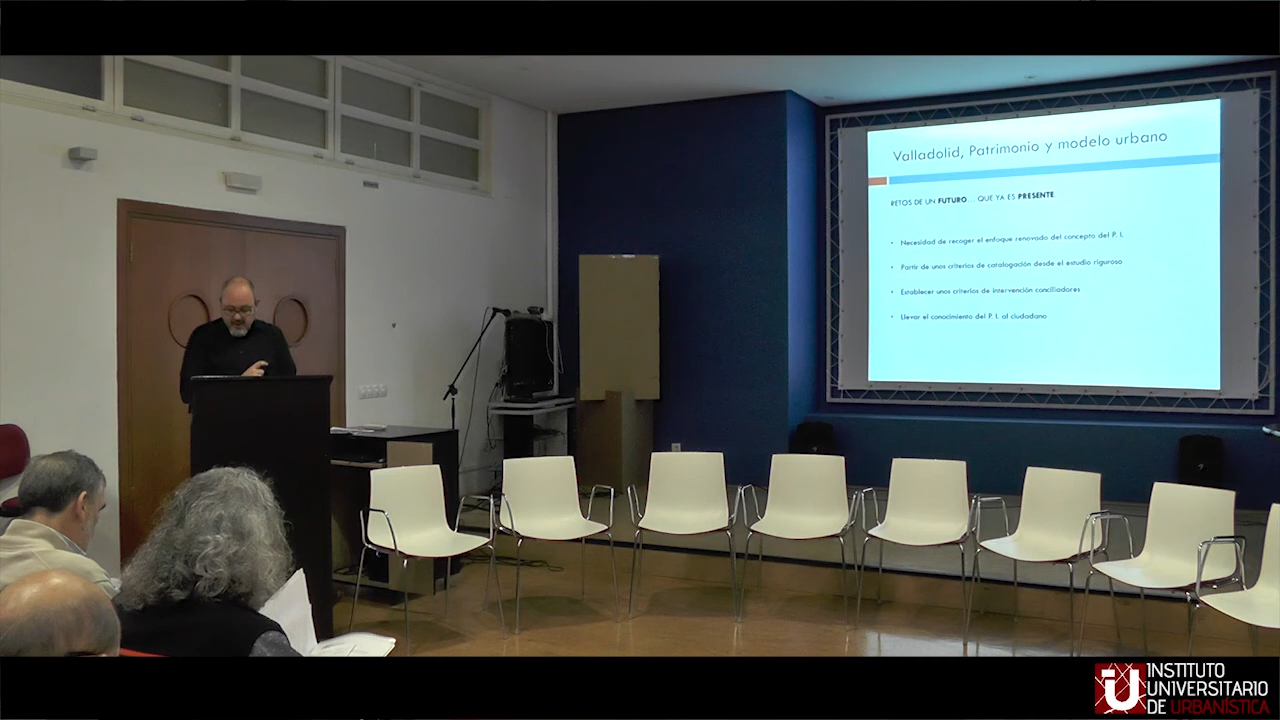 Valladolid, Patrimonio y modelo urbano
RETOS DE UN FUTURO... QUE YA ES PRESENTE.
• Necesidad de recoger el enfoque renovado del concepto del P. I.
• Partir de unos criterios de catalogación desde el estudio riguroso
• Establecer unos criterios de intervención conciliadores
• Llevar el conocimiento del P. I. al ciudadano
IU
INSTITUTO
UNIVERSITARIO
DE URBANÍSTICA